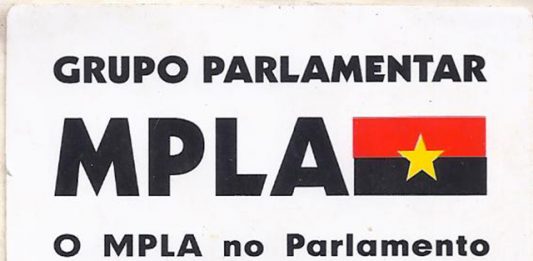 GRUPO PARLAMENTAR
MPLA
O MPLA no Parlamento